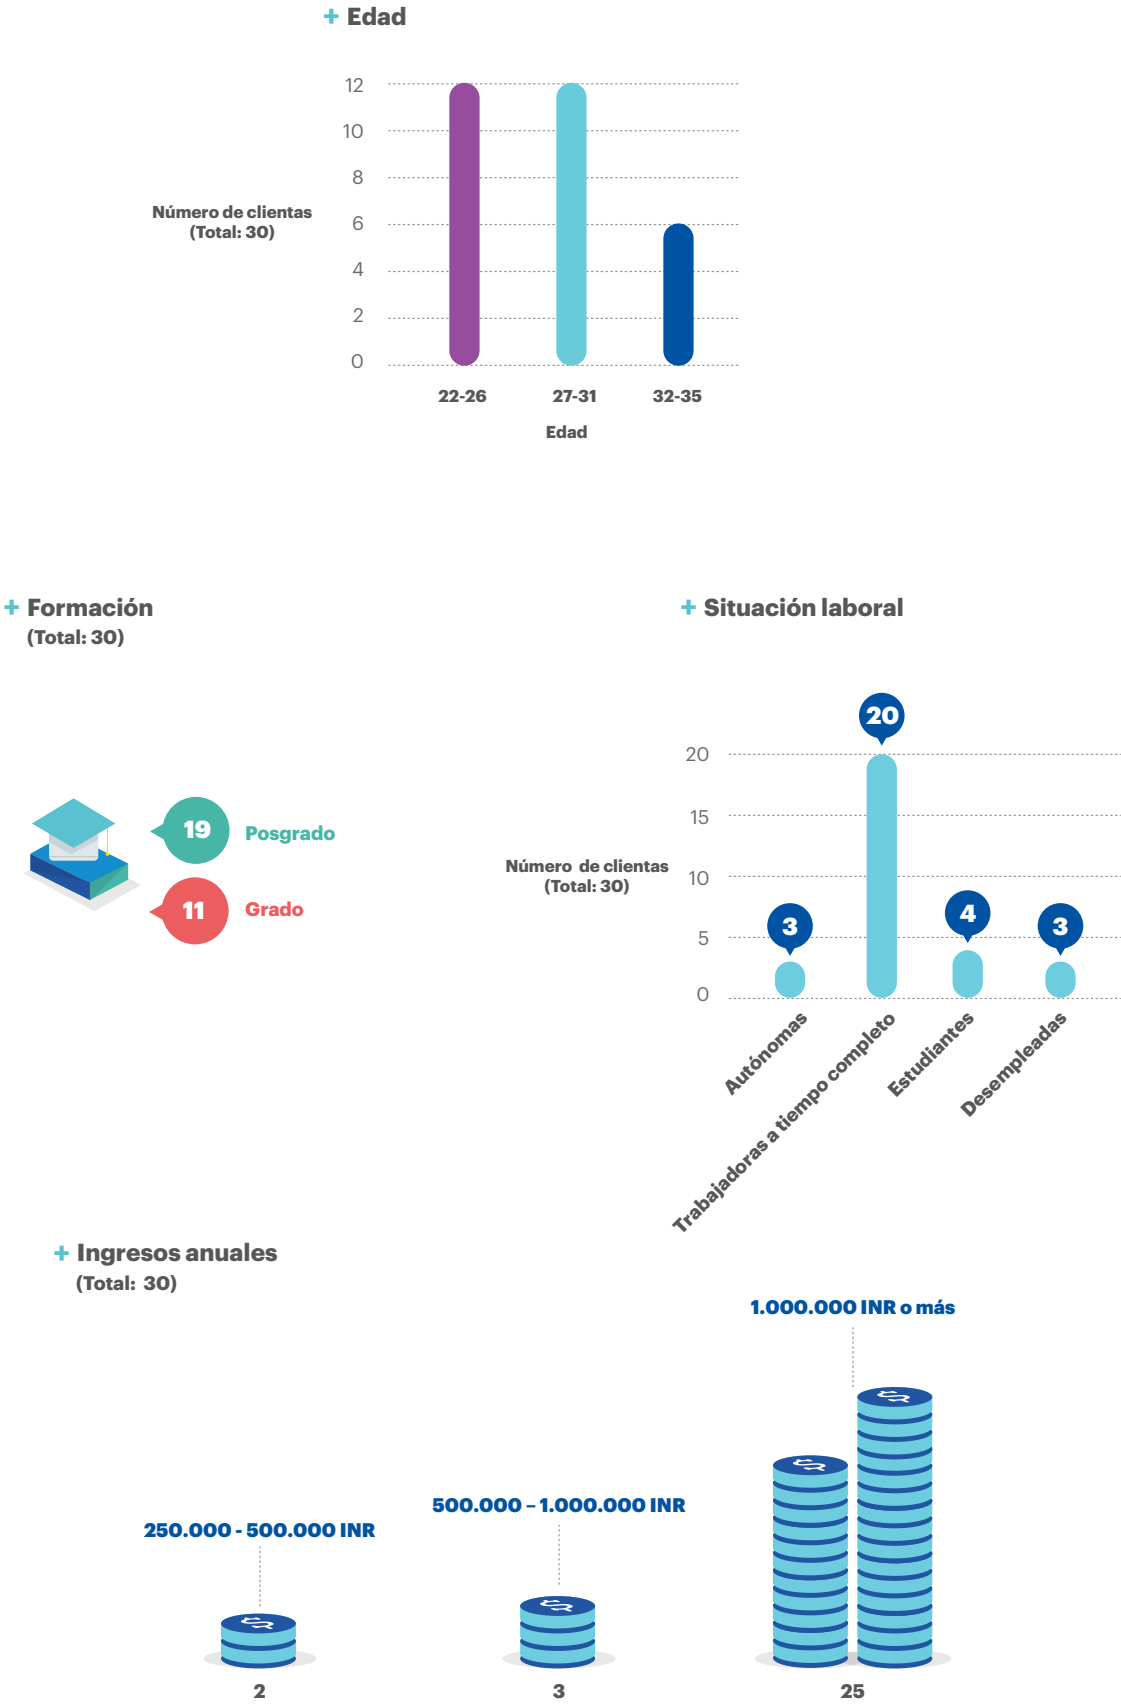 + Edad
12
10
8
6
4
2
0
Número de clientas
(Total: 30)
22-26 27-31 32-35
Edad
+ Formación
(Total: 30)
19 Posgrado
11 Grado
+ Situación laboral
20
20
15
10
5
0
Número de clientas
(Total: 30)
3
4
3
Autónomas
Trabajadoras a tiempo completo
Estudiantes
Desempleadas
+ Ingresos anuales
(Total: 30)
250.000 - 500.000 INR
500.000 – 1.000.000 INR
1.000.000 INR o más
$
$
$
$
2 3 25